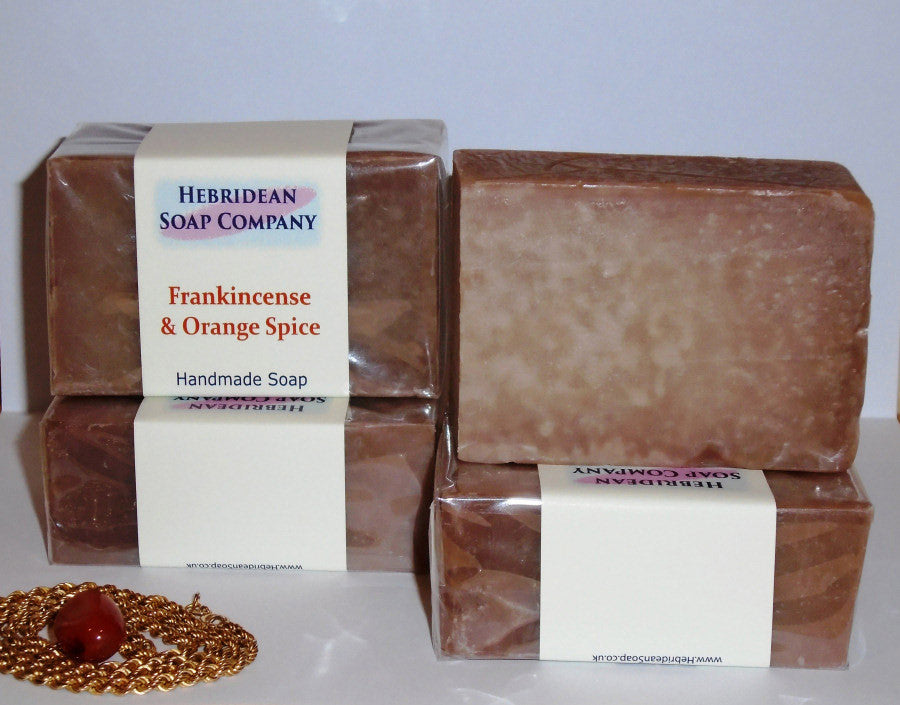 HEBRIDEAN
SOAP COMPANY
Frankincense
& Orange Spice
Handmade Soap
HEBRIDEAN
SOAP COMPANY
www.HebrideanSoap.co.uk
HEBRIDEAN
SOAP COMPANY
www.HebrideanSoap.co.uk